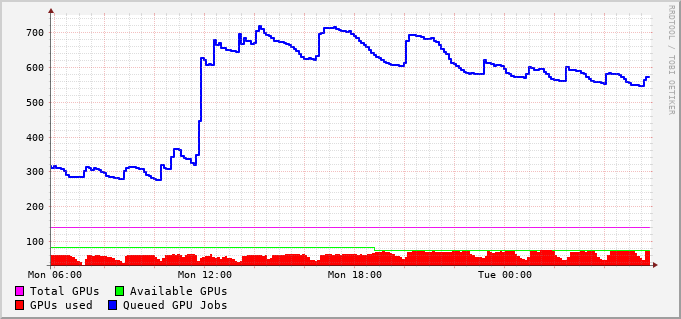 700
600
500
400
300
200
100
Mon 06:00 Mon 12:00 Mon 18:00 Tue 00:00
Total GPUs Available GPUs
GPUs used Queued GPU Jobs
RRDTOOL / TOBI OETIKER